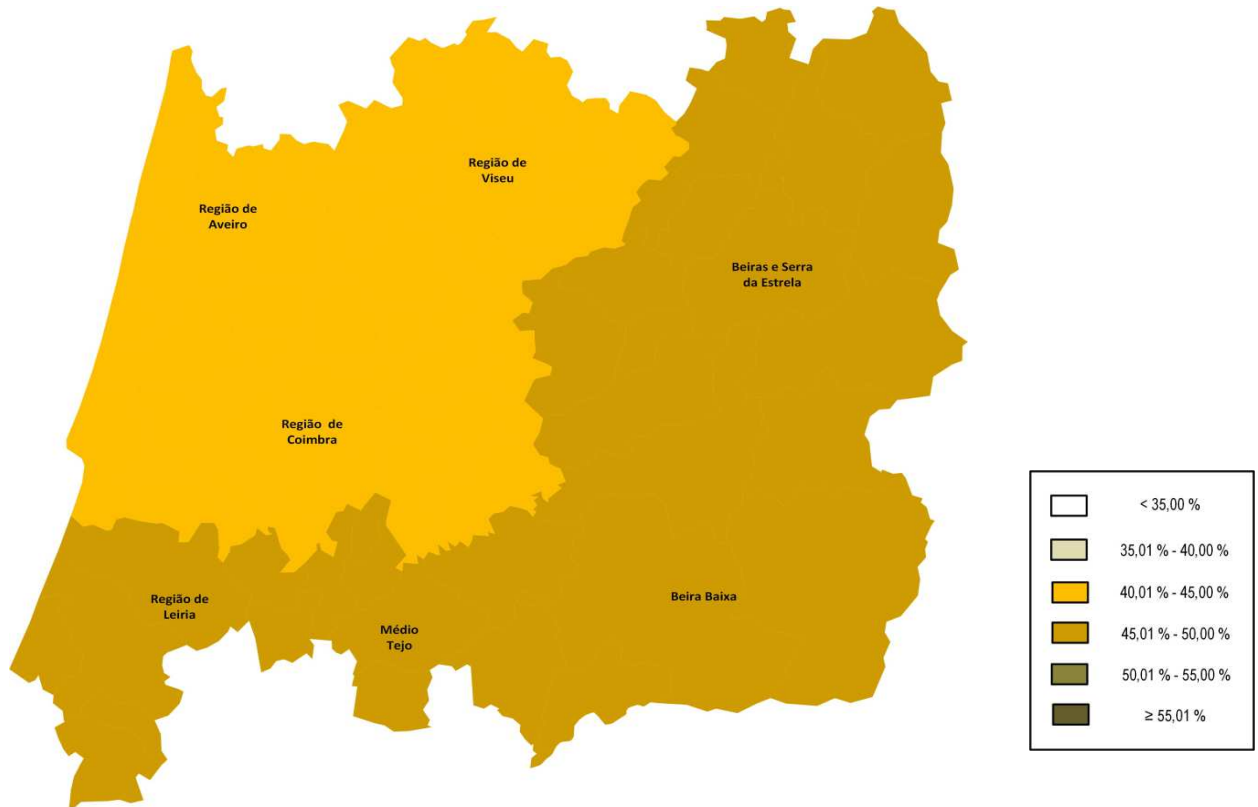 Região de
Viseu
Região de
Aveiro
Beiras e Serra
da Estrela
Região de
Coimbra
Região de
Leiria
Médio
Tejo
Beira Baixa
< 35,00 %
35,01 % - 40,00 %
40,01 % - 45,00 %
45,01 % - 50,00 %
50,01 % - 55,00 %
≥ 55,01 %